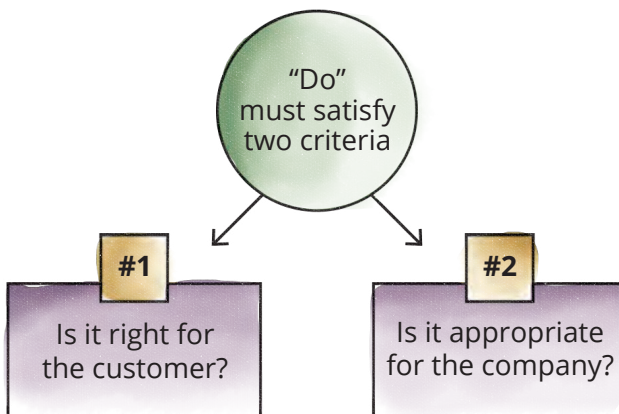 “Do”
must satisfy
two criteria
#1
Is it right for
the customer?
#2
Is it appropriate
for the company?